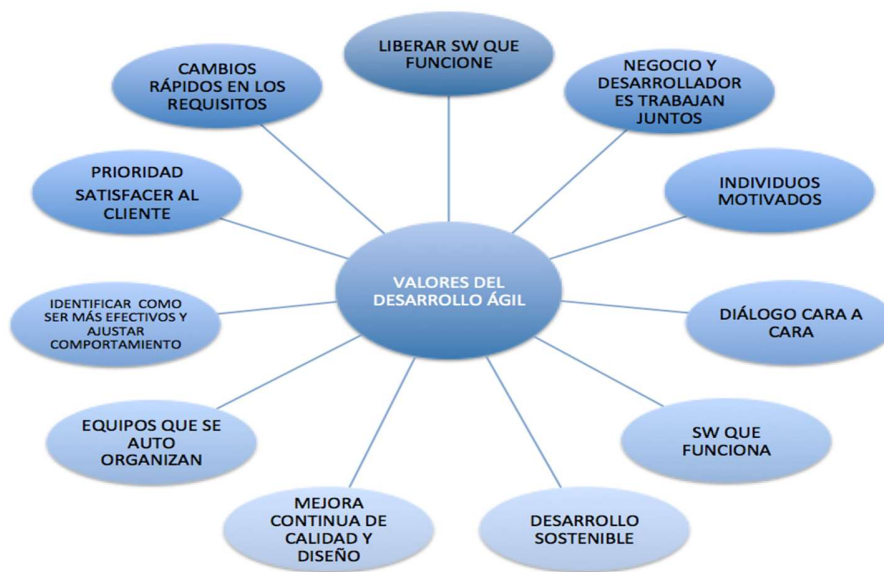 LIBERAR SW QUE
FUNCIONE
NEGOCIO Y
DESARROLLADOR
ES TRABAJAN
JUNTOS
INDIVIDUOS
MOTIVADOS
DIÁLOGO CARA A
CARA
SW QUE
FUNCIONA
DESARROLLO
SOSTENIBLE
MEJORA
CONTINUA DE
CALIDAD Y
DISEÑO
EQUIPOS QUE SE
AUTO
ORGANIZAN
IDENTIFICAR COMO
SER MÁS EFECTIVOS Y
AJUSTAR
COMPORTAMIENTO
PRIORIDAD
SATISFACER AL
CLIENTE
CAMBIOS
RÁPIDOS EN LOS
REQUISITOS
VALORES DEL
DESARROLLO ÁGIL